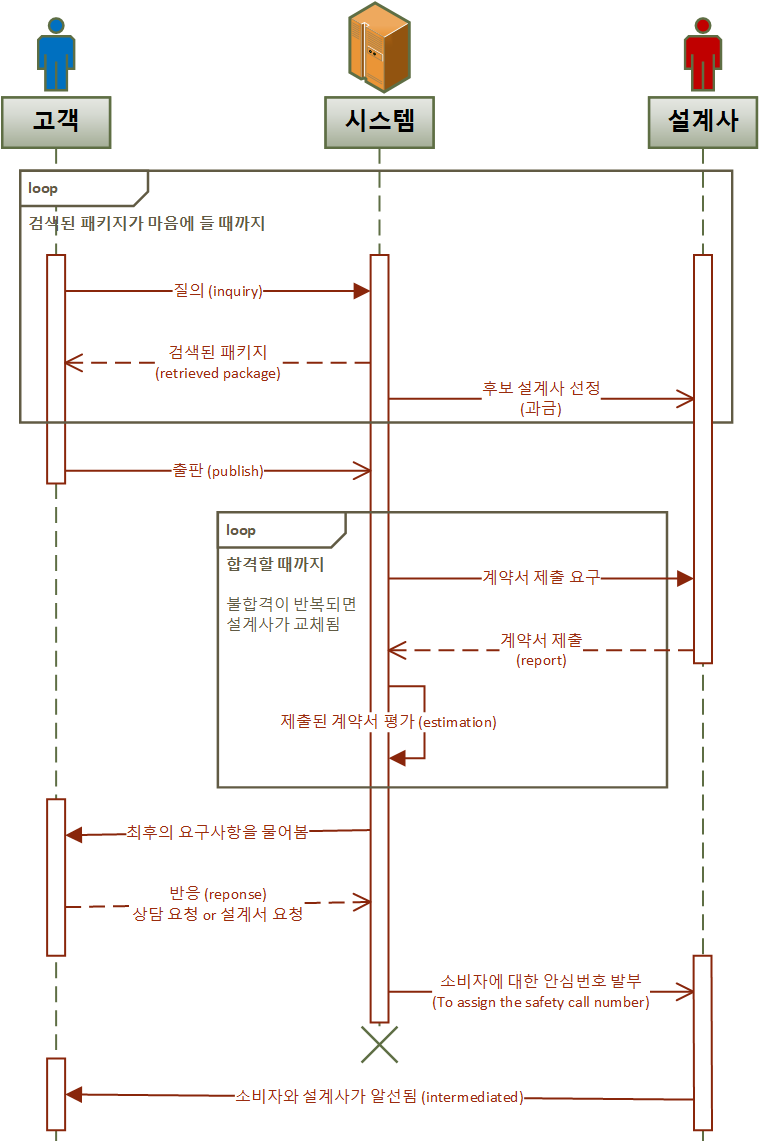 고객
시스템
설계사
loop
검색된 패키지가 마음에 들 때까지
질의 (inquiry)
검색된 패키지
(retrieved package)
후보 설계사 선정
(과금)
출판 (publish)
loop
합격할 때까지
불합격이 반복되면
설계사가 교체됨
계약서 제출 요구
계약서 제출
(report)
제출된 계약서 평가 (estimation)
최후의 요구사항을 물어봄
반응 (reponse)
상담 요청 or 설계서 요청
소비자에 대한 안심번호 발부
(To assign the safety call number)
소비자와 설계사가 알선됨 (intermediated)